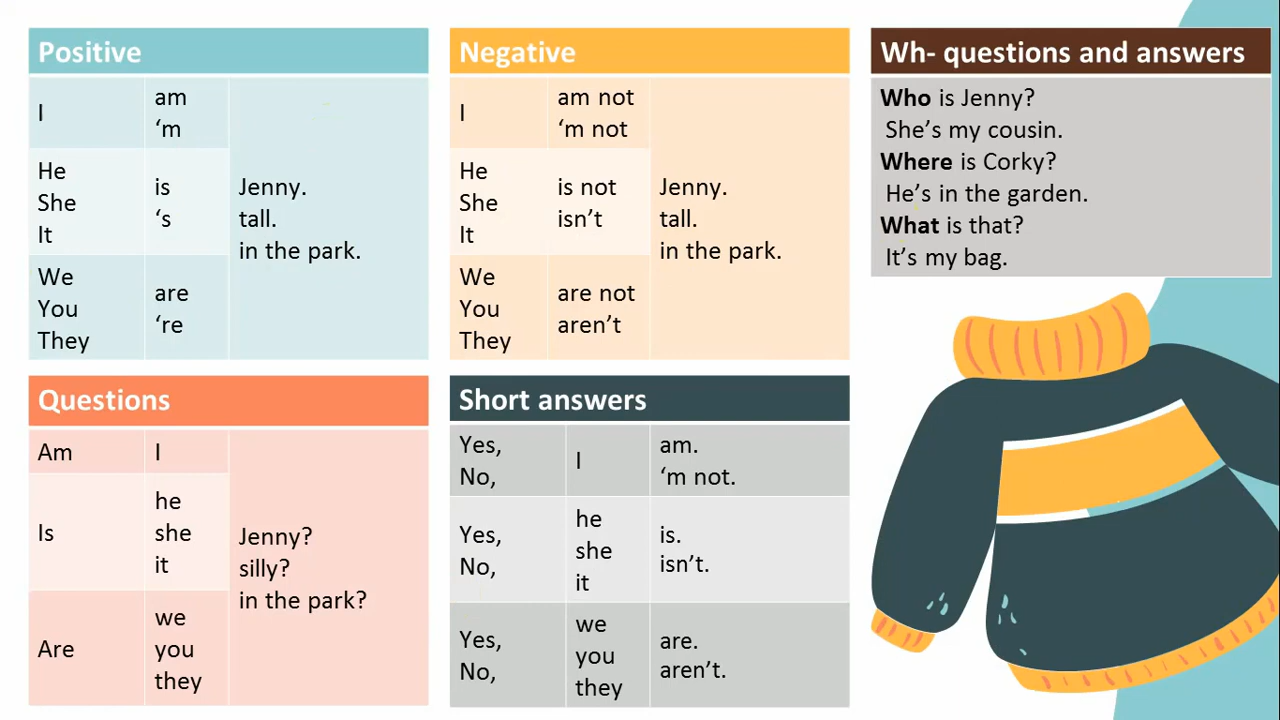 Positive
I
am
‘m
He
She
It
is
‘s
We
You
They
are
‘re
Jenny.
tall.
in the park.
Negative
I
am not
‘m not
He
She
It
is not
isn’t
We
You
They
are not
aren’t
Jenny.
tall.
in the park.
Wh- questions and answers
Who is Jenny?
She’s my cousin.
Where is Corky?
He’s in the garden.
What is that?
It’s my bag.
Questions
Am
I
Is
he
she
it
Are
we
you
they
Jenny?
silly?
in the park?
Short answers
Yes,
No,
I
am.
‘m not.
Yes,
No,
he
she
it
is.
isn’t.
Yes,
No,
we
you
they
are.
aren’t.